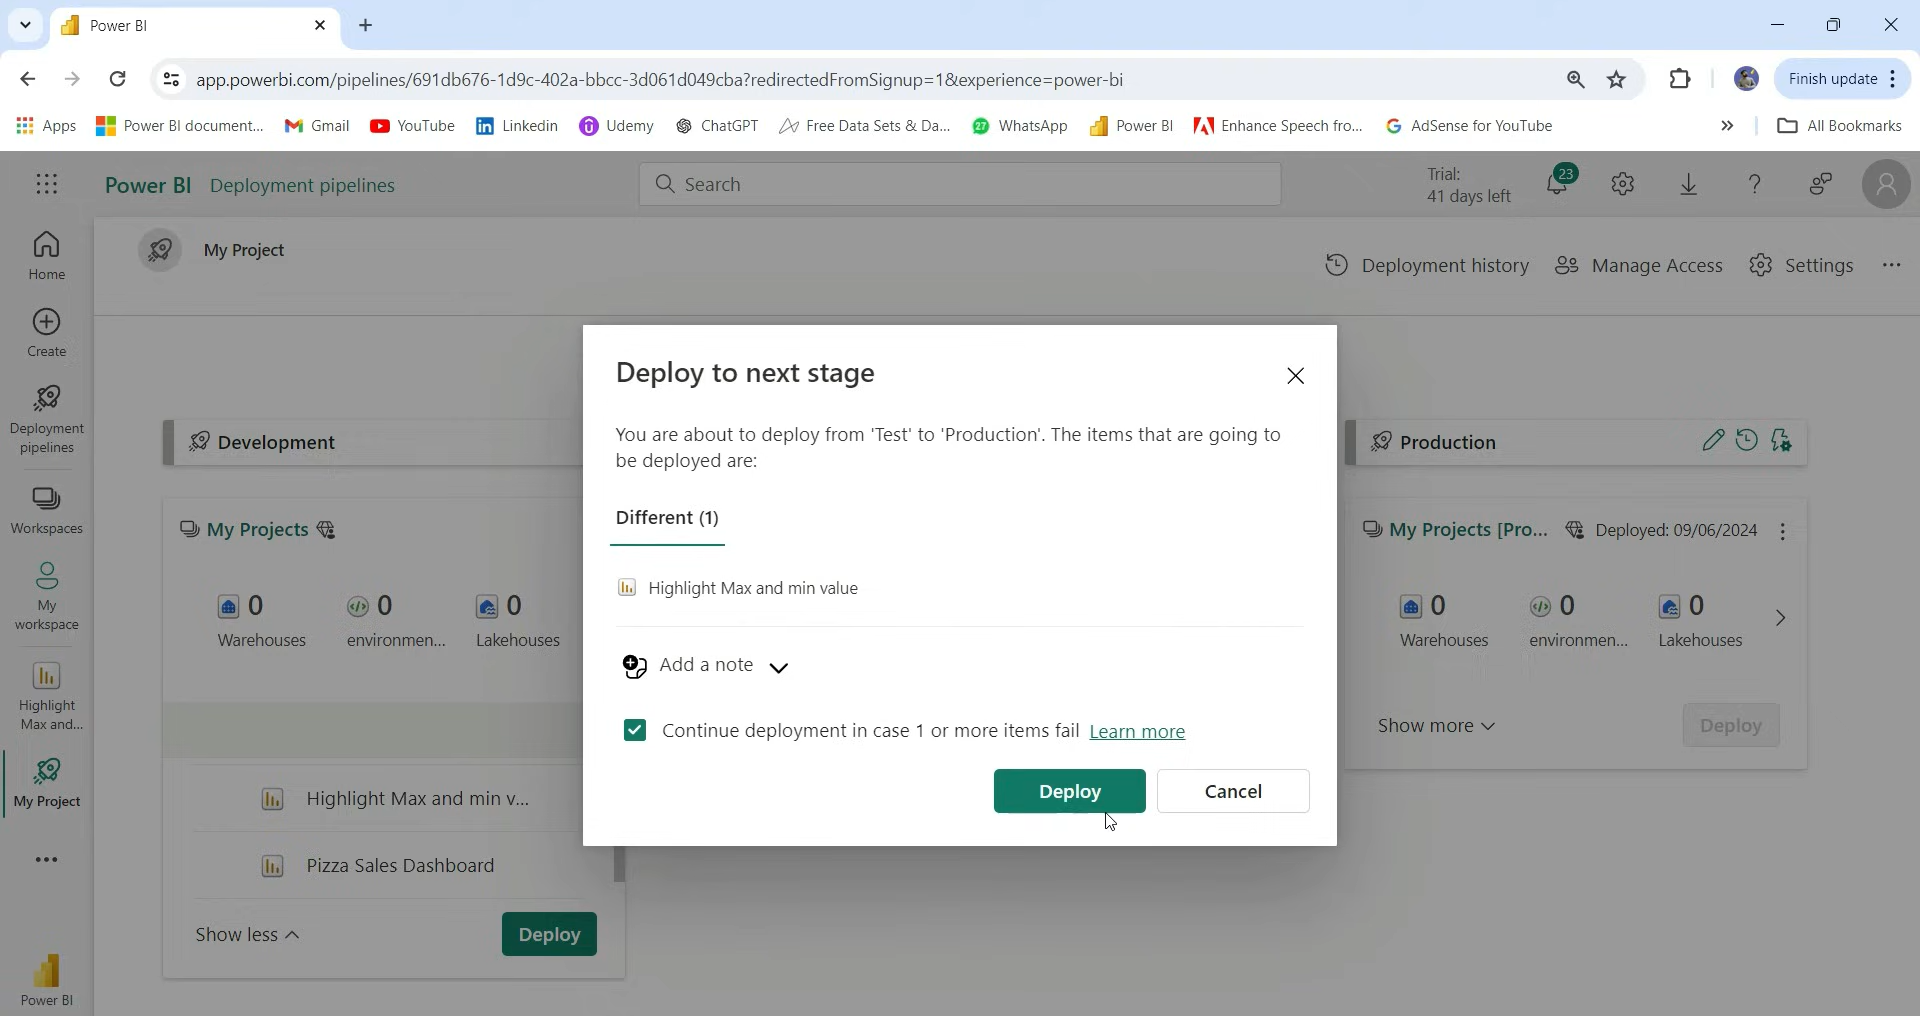 Power BI
app.powerbi.com/pipelines/691db676-1d9c-402a-bbcc-3d061d049cba?redirectedFromSignup=1&experience=power-bi
Finish update
Apps
Power BI document...
Gmail
YouTube
Linkedin
Udemy
ChatGPT
Free Data Sets & Da...
27
WhatsApp
Power BI
Enhance Speech fro...
AdSense for YouTube
All Bookmarks
Power BI Deployment pipelines
Search
Trial:
41 days left
23
Home
Create
Deployment
pipelines
Workspaces
My
workspace
Highlight
Max and...
My Project
Power BI
My Project
Deployment history
Manage Access
Settings
Development
My Projects
0
Warehouses
0
environmen...
0
Lakehouses
Highlight Max and min v...
Pizza Sales Dashboard
Show less
Deploy
Deploy to next stage
You are about to deploy from 'Test' to 'Production'. The items that are going to
be deployed are:
Different (1)
Highlight Max and min value
Add a note
Continue deployment in case 1 or more items fail Learn more
Deploy
Cancel
Production
My Projects [Pro...
Deployed: 09/06/2024
0
Warehouses
0
environmen...
0
Lakehouses
Show more
Deploy